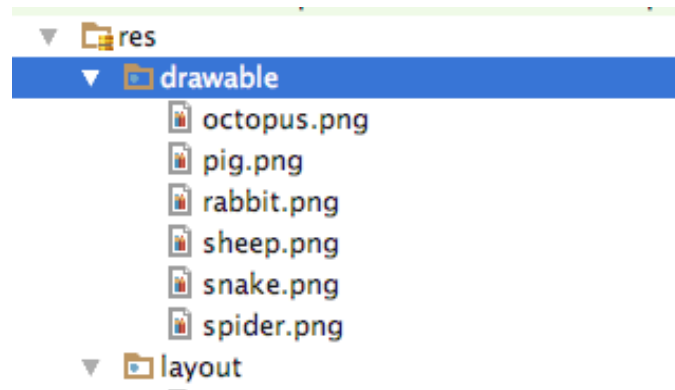 res
drawable
octopus.png
pig.png
rabbit.png
sheep.png
snake.png
spider.png
layout